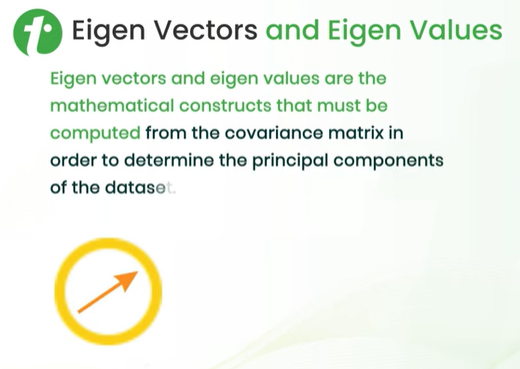 Eigen Vectors and Eigen Values
Eigen vectors and eigen values are the
mathematical constructs that must be
computed from the covariance matrix in
order to determine the principal components
of the dataset.